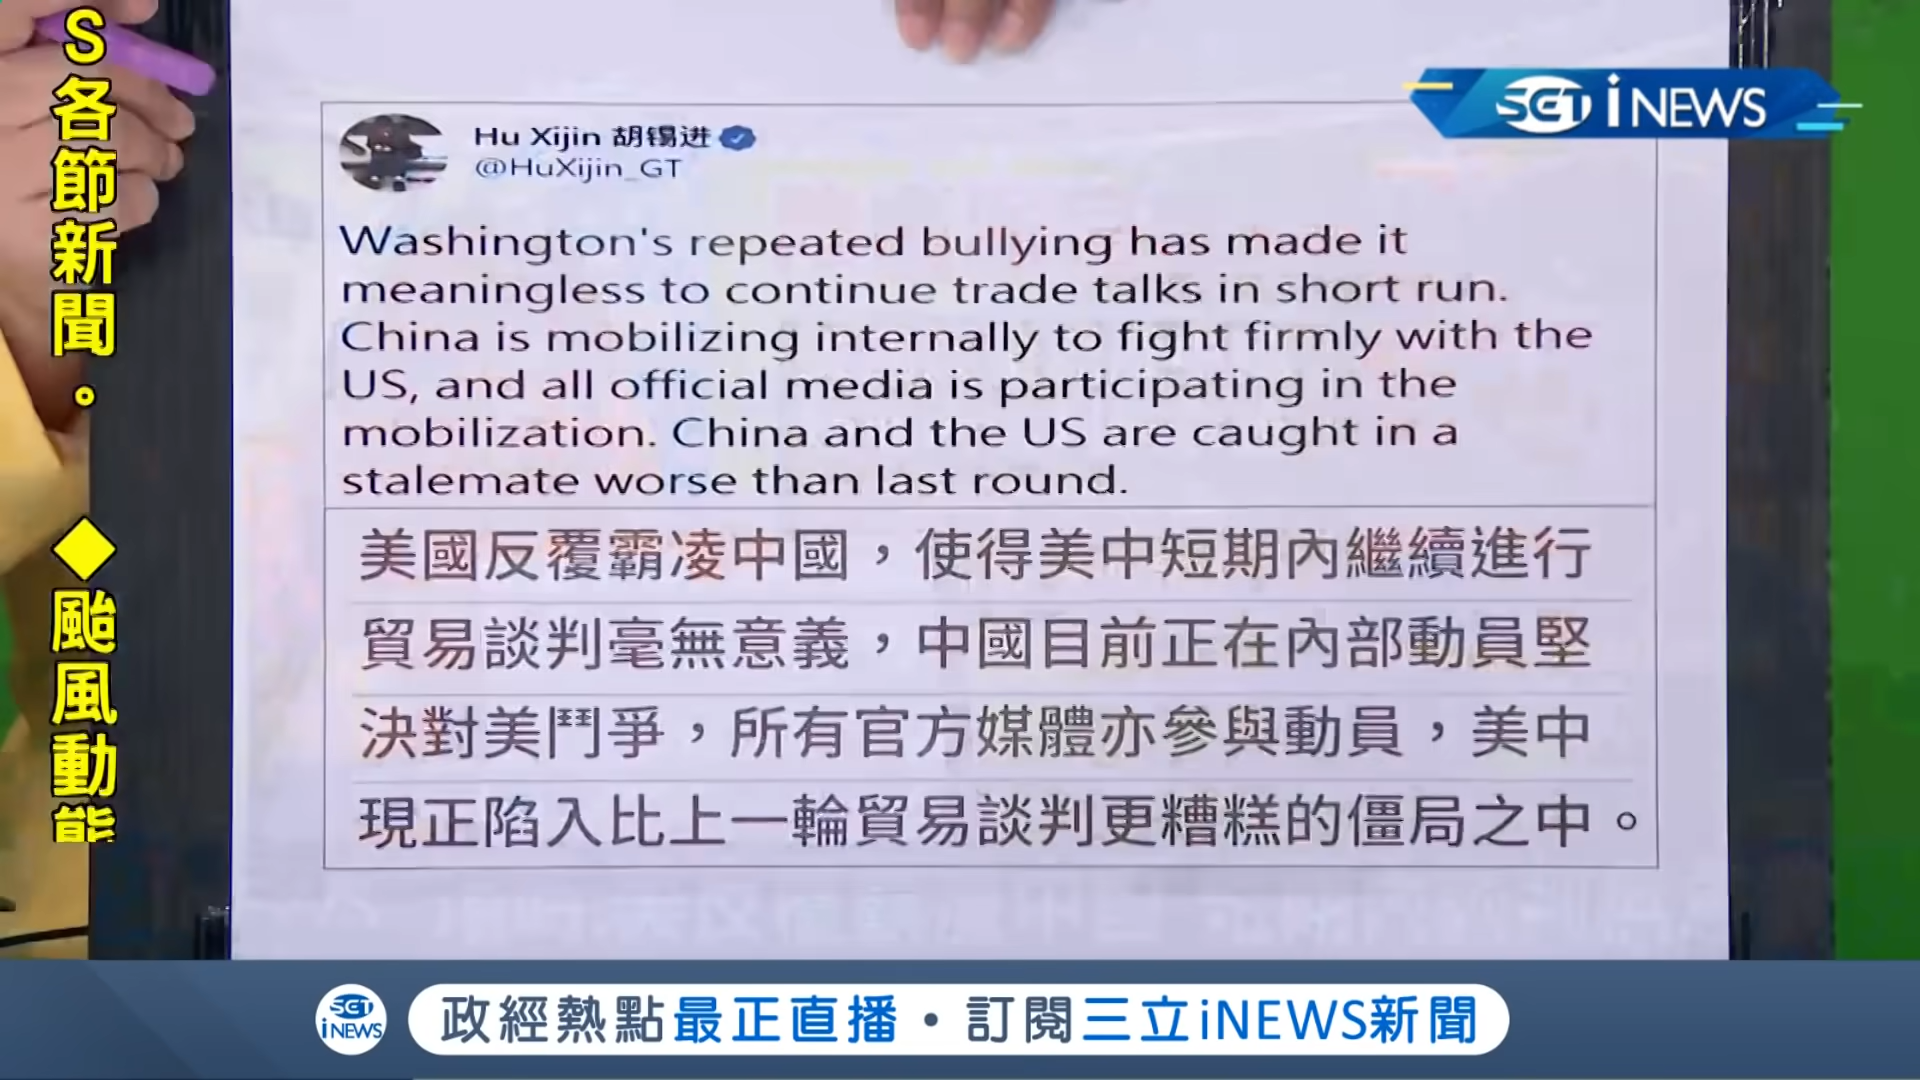 S各節新聞。
◆颱風動能
SET iNEWS
Hu Xijin 胡锡进
@HuXijin_GT
Washington's repeated bullying has made it
meaningless to continue trade talks in short run.
China is mobilizing internally to fight firmly with the
US, and all official media is participating in the
mobilization. China and the US are caught in a
stalemate worse than last round.
美國反覆霸凌中國，使得美中短期內繼續進行
貿易談判毫無意義，中國目前正在內部動員堅
決對美鬥爭，所有官方媒體亦參與動員，美中
現正陷入比上一輪貿易談判更糟糕的僵局之中。
SET
iNEWS
政經熱點最正直播・訂閱三立iNEWS新聞